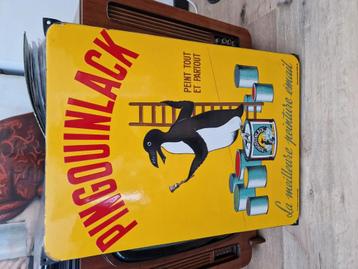 PINGOUINLACK
PEINT TOUT
ET PARTOUT
La meilleure peinture émail